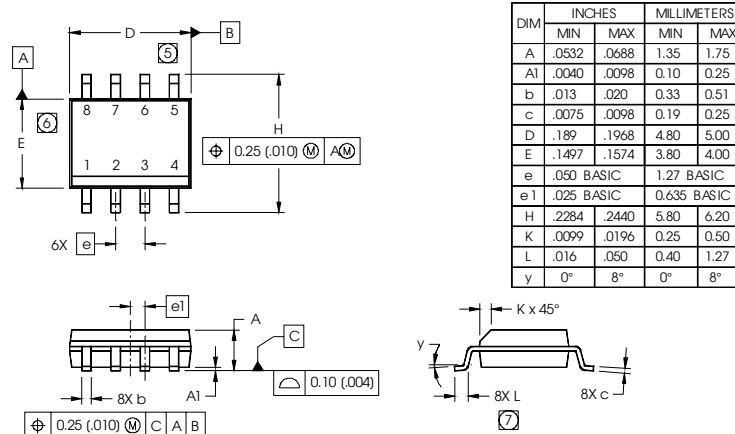 D
B
5
A
8 7 6 5
6
E
H
⌖ 0.25 (.010) Ⓜ A Ⓜ
1 2 3 4
6X e
DIM INCHES MILLIMETERS
MIN MAX MIN MAX
A .0532 .0688 1.35 1.75
A1 .0040 .0098 0.10 0.25
b .013 .020 0.33 0.51
c .0075 .0098 0.19 0.25
D .189 .1968 4.80 5.00
E .1497 .1574 3.80 4.00
e .050 BASIC 1.27 BASIC
e1 .025 BASIC 0.635 BASIC
H .2284 .2440 5.80 6.20
K .0099 .0196 0.25 0.50
L .016 .050 0.40 1.27
y 0° 8° 0° 8°
e1
A
C
A1
8X b
⌓ 0.10 (.004)
⌖ 0.25 (.010) Ⓜ C A B
K x 45°
y
8X L
8X c
7